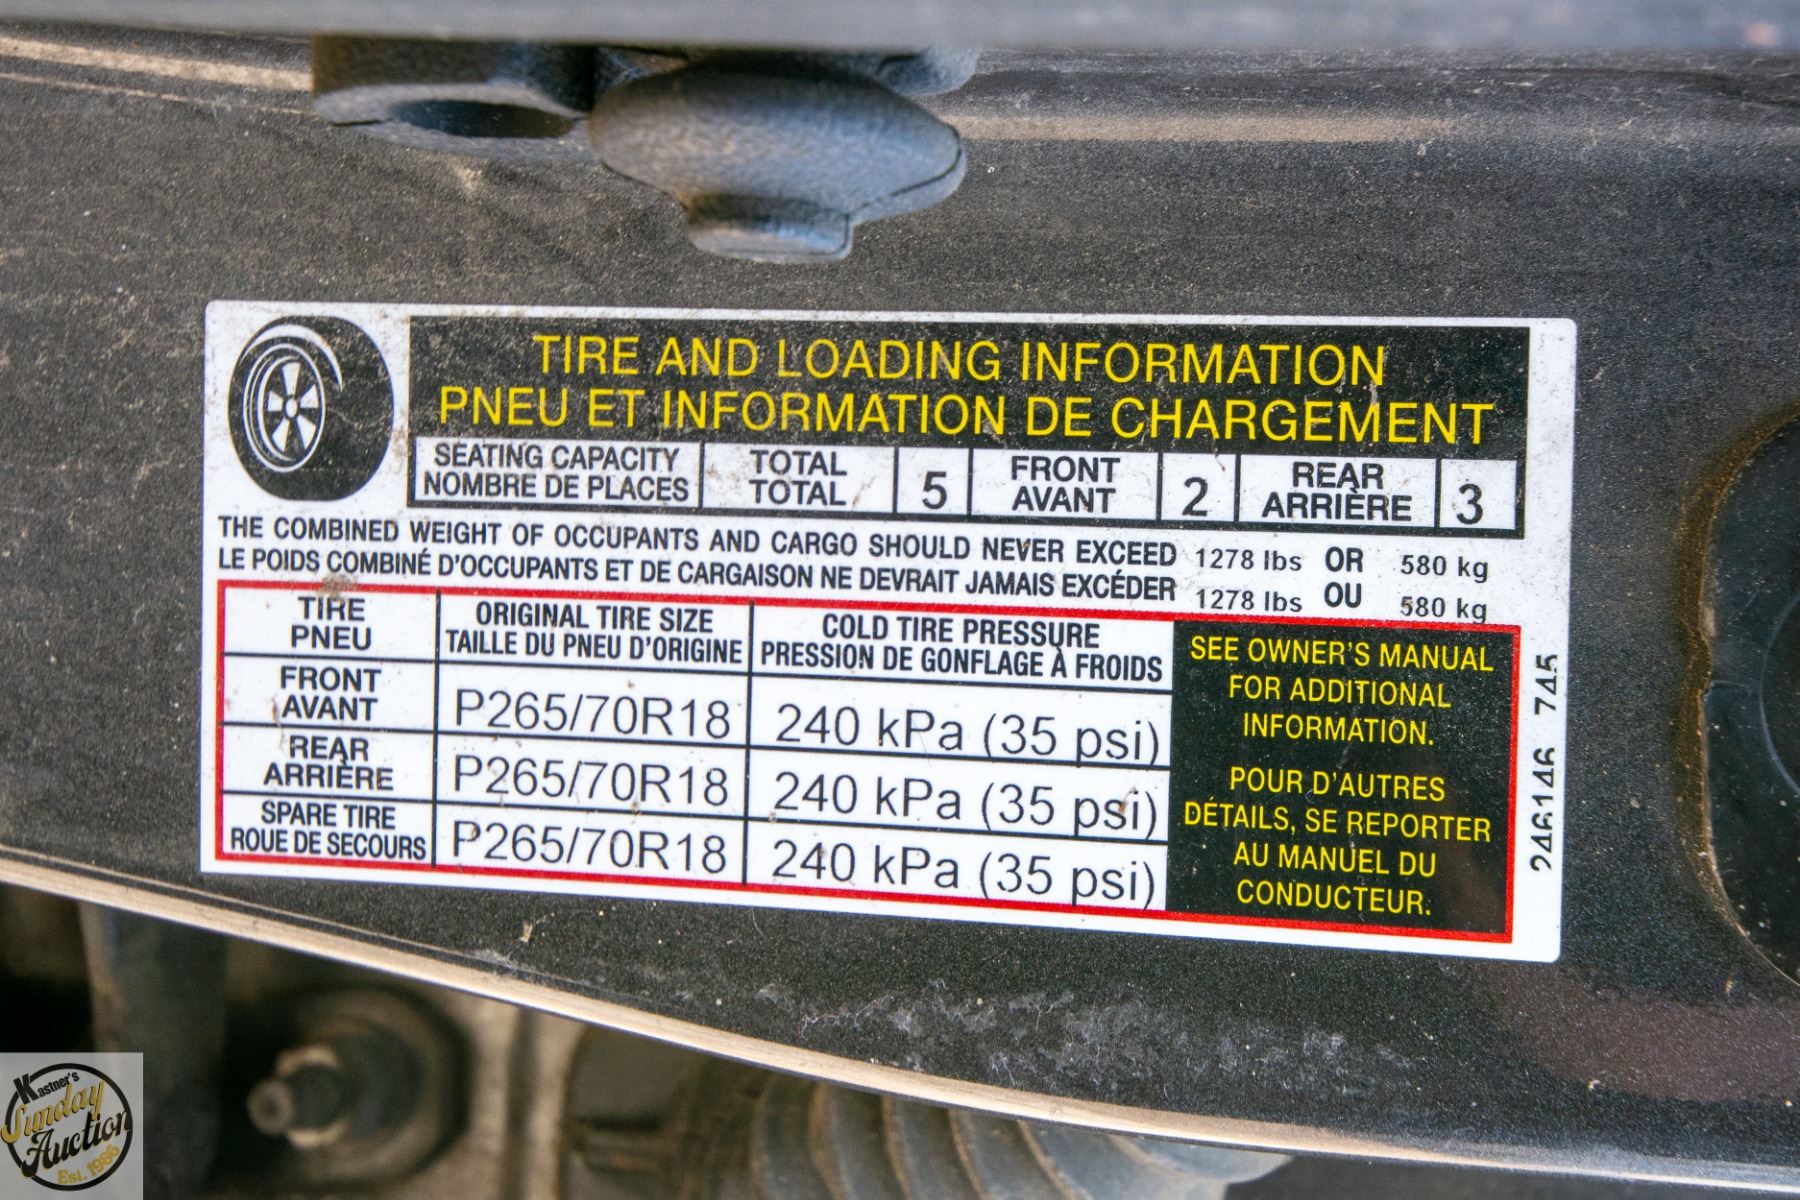 TIRE AND LOADING INFORMATION
PNEU ET INFORMATION DE CHARGEMENT
SEATING CAPACITY TOTAL 5 FRONT 2 REAR 3
NOMBRE DE PLACES TOTAL AVANT ARRIÈRE
THE COMBINED WEIGHT OF OCCUPANTS AND CARGO SHOULD NEVER EXCEED 1278 lbs OR 580 kg
LE POIDS COMBINÉ D'OCCUPANTS ET DE CARGAISON NE DEVRAIT JAMAIS EXCÉDER 1278 lbs OU 580 kg
TIRE ORIGINAL TIRE SIZE COLD TIRE PRESSURE
PNEU TAILLE DU PNEU D'ORIGINE PRESSION DE GONFLAGE À FROIDS
FRONT
AVANT P265/70R18 240 kPa (35 psi)
REAR
ARRIÈRE P265/70R18 240 kPa (35 psi)
SPARE TIRE
ROUE DE SECOURS P265/70R18 240 kPa (35 psi)
SEE OWNER'S MANUAL
FOR ADDITIONAL
INFORMATION.
POUR D'AUTRES
DÉTAILS, SE REPORTER
AU MANUEL DU
CONDUCTEUR.
246146 745
Kastner's
Sunday
Auction
Est. 1986